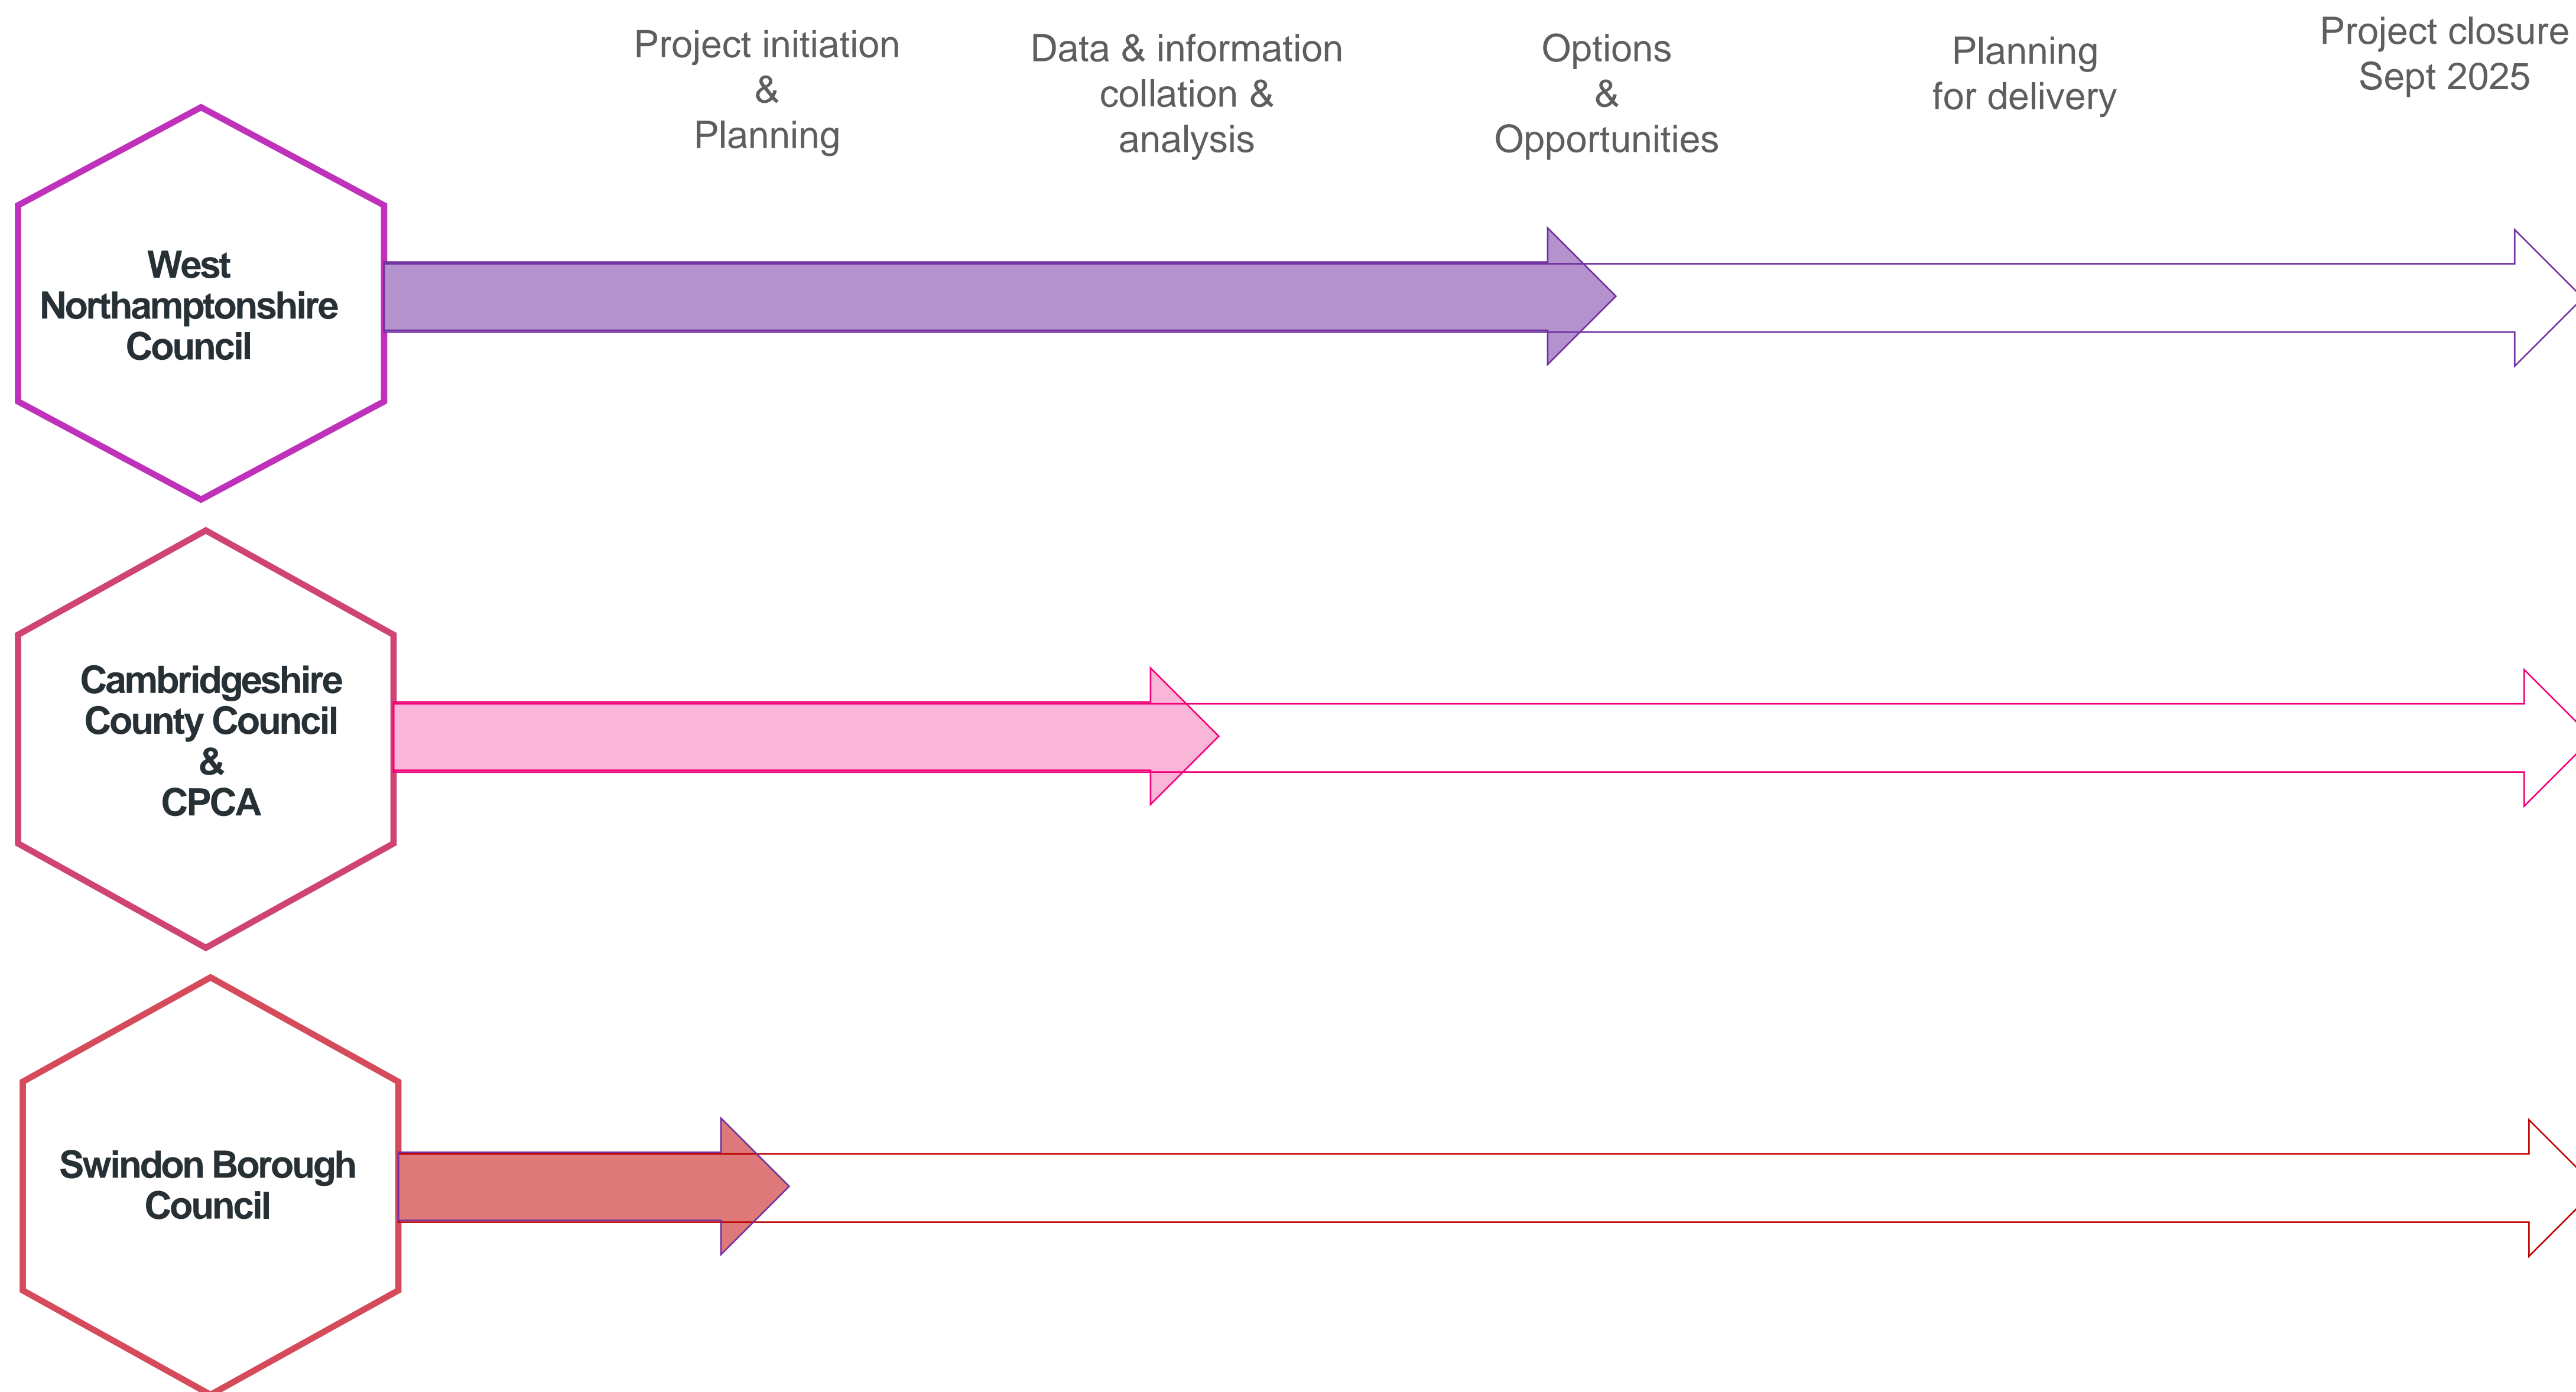 Project initiation
&
Planning
Data & information
collation &
analysis
Options
&
Opportunities
Planning
for delivery
Project closure
Sept 2025
West
Northamptonshire
Council
Cambridgeshire
County Council
&
CPCA
Swindon Borough
Council